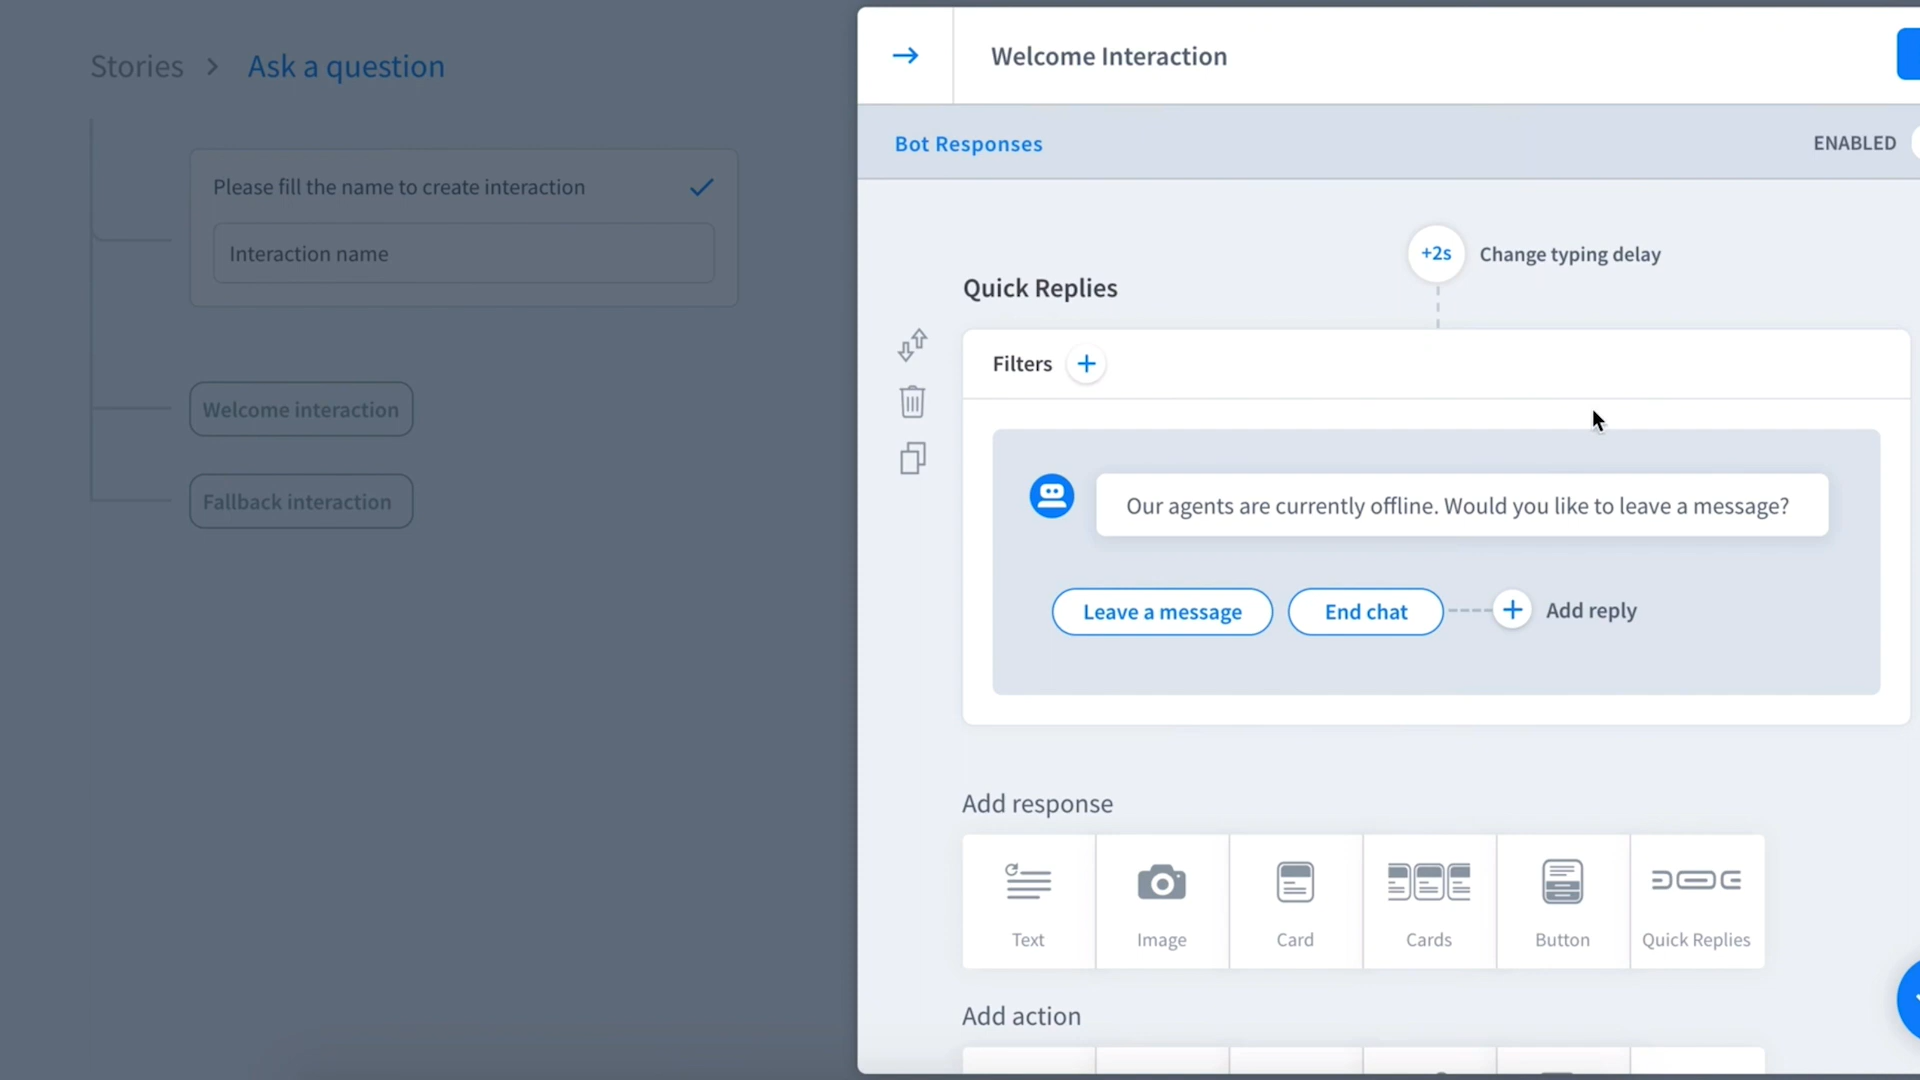 Stories > Ask a question
Please fill the name to create interaction
Interaction name
Welcome interaction
Fallback interaction
Welcome Interaction
Bot Responses
ENABLED
+2s Change typing delay
Quick Replies
Filters
Our agents are currently offline. Would you like to leave a message?
Leave a message
End chat
Add reply
Add response
Text
Image
Card
Cards
Button
Quick Replies
Add action